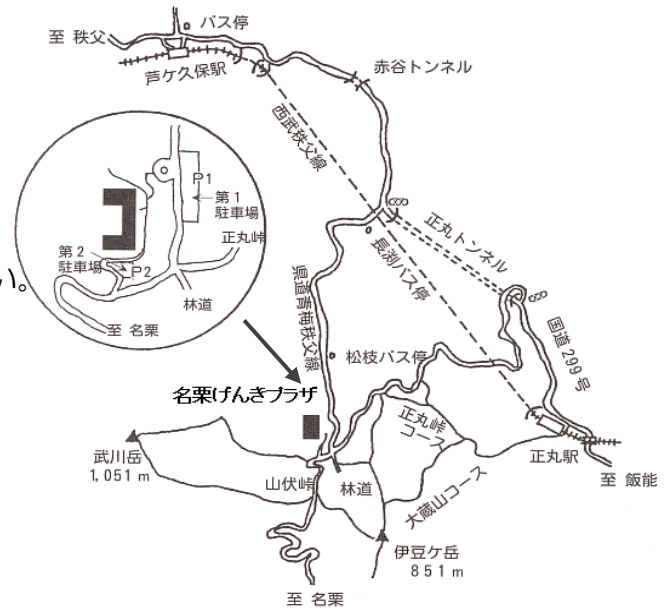 バス停
至 秩父
芦ケ久保駅
赤谷トンネル
西武秩父線
P1
第1
駐車場
正丸峠
第2
駐車場
P2
い。
林道
至 名栗
正丸トンネル
長渕バス停
県道青梅秩父線
国道299号
松枝バス停
名栗げんきプラザ
正丸峠
コース
武川岳
1,051m
山伏峠
林道
大蔵山コース
正丸駅
至 飯能
伊豆ケ岳
851m
至 名栗